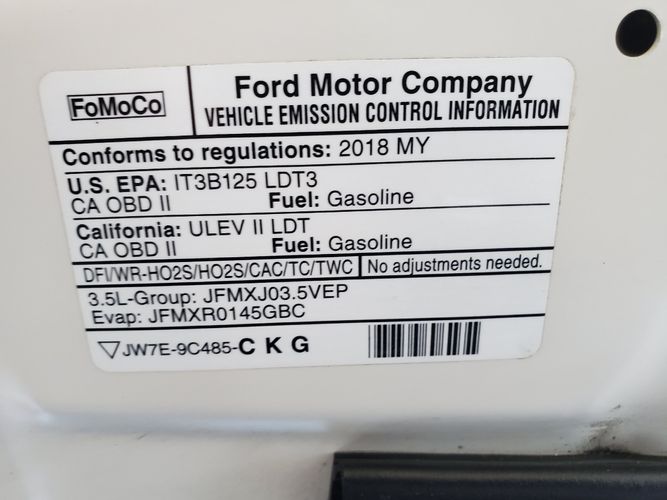 FoMoCo
Ford Motor Company
VEHICLE EMISSION CONTROL INFORMATION
Conforms to regulations: 2018 MY
U.S. EPA: IT3B125 LDT3
CA OBD II Fuel: Gasoline
California: ULEV II LDT
CA OBD II Fuel: Gasoline
DFI/WR-HO2S/HO2S/CAC/TC/TWC No adjustments needed.
3.5L-Group: JFMXJ03.5VEP
Evap: JFMXR0145GBC
▽JW7E-9C485-C K G